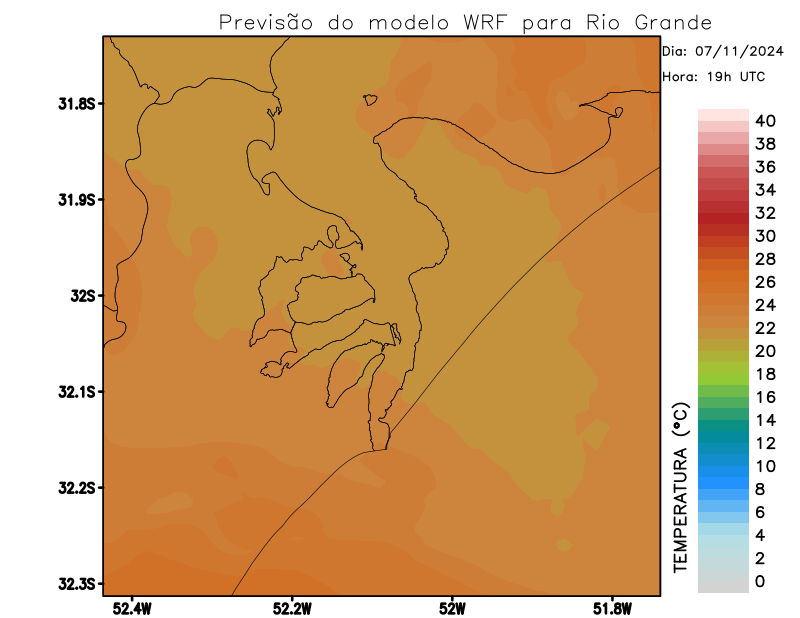 Previsão do modelo WRF para Rio Grande
Dia: 07/11/2024
Hora: 19h UTC
31.8S
31.9S
32S
32.1S
32.2S
32.3S
52.4W
52.2W
52W
51.8W
TEMPERATURA (°C)
40
38
36
34
32
30
28
26
24
22
20
18
16
14
12
10
8
6
4
2
0